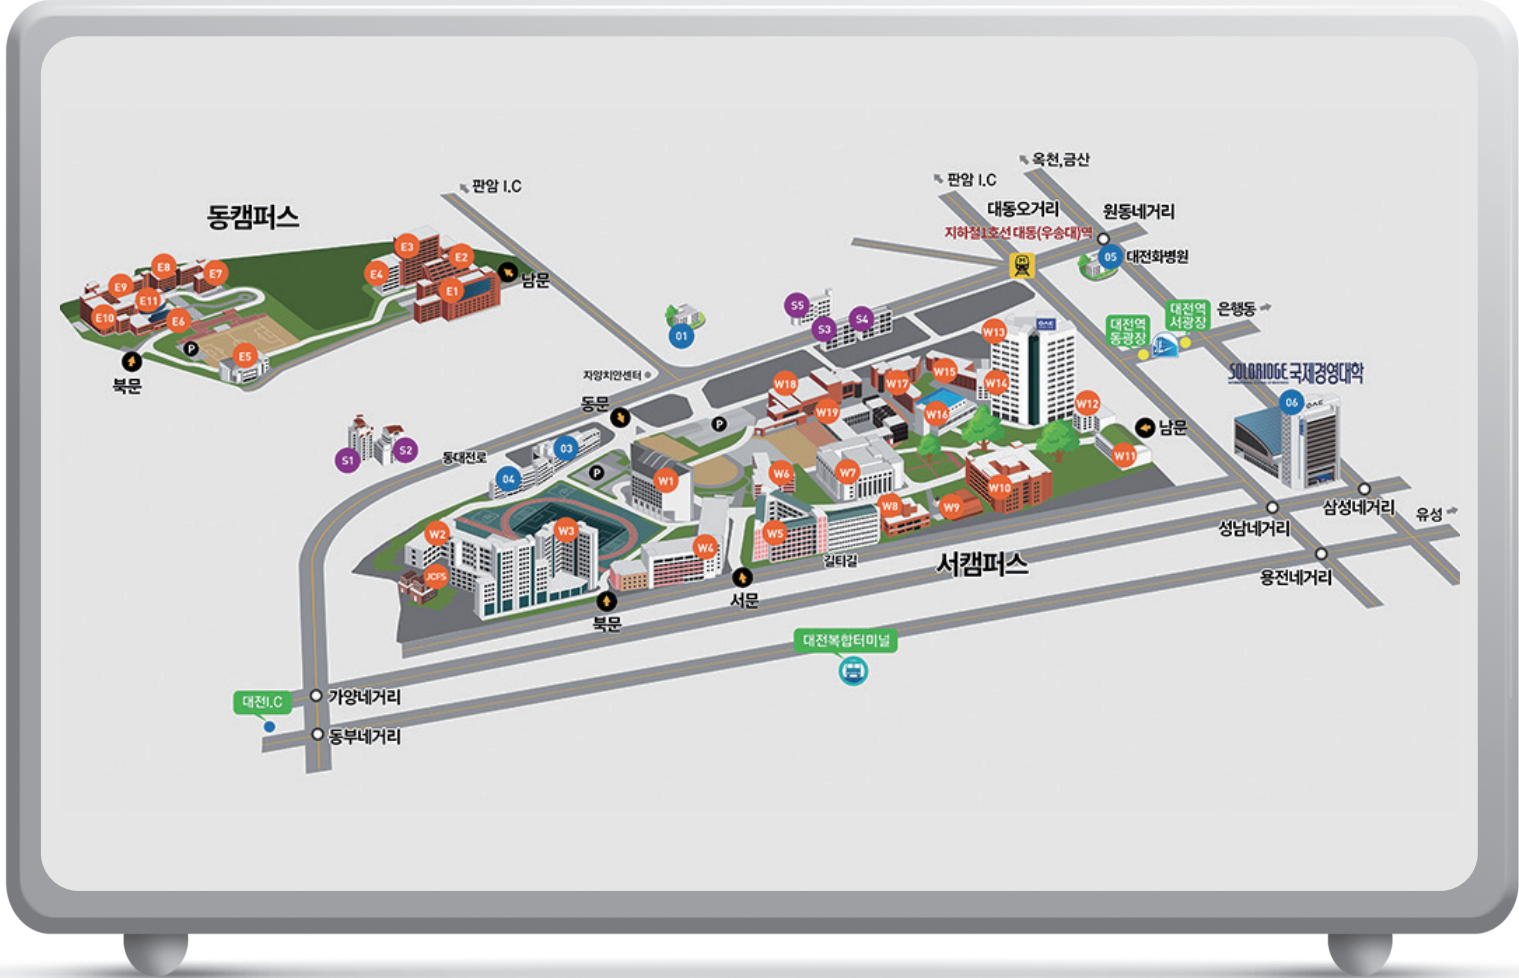 판암 I.C
동캠퍼스
E1
E2
E3
E4
E5
E6
E7
E8
E9
E10
E11
P
남문
북문
옥천,금산
판암 I.C
대동오거리
원동네거리
지하철1호선 대동(우송대)역
05
대전화병원
대전역
서광장
은행동
대전역
동광장
SOLBRIDGE 국제경영대학
06
01
S5
S3
S4
자양치안센터
동문
동대전로
S1
S2
03
04
P
P
W1
W2
W3
W4
W5
W6
W7
W8
W9
W10
W11
W12
W13
W14
W15
W16
W17
W18
W19
JCFS
남문
서문
북문
길타길
서캠퍼스
성남네거리
삼성네거리
유성
용전네거리
대전복합터미널
대전I.C
가양네거리
동부네거리